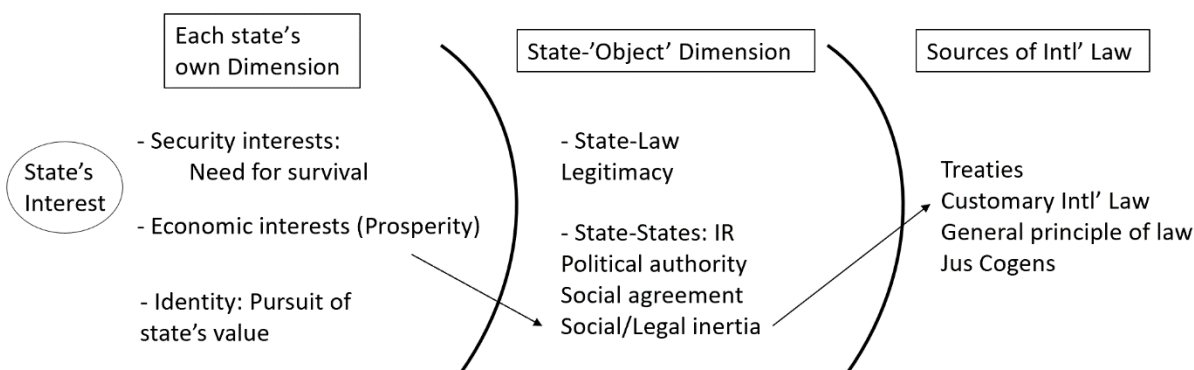 Each state’s
own Dimension
State-’Object’ Dimension
Sources of Intl’ Law
State’s
Interest
- Security interests:
Need for survival
- Economic interests (Prosperity)
- Identity: Pursuit of
state’s value
- State-Law
Legitimacy
- State-States: IR
Political authority
Social agreement
Social/Legal inertia
Treaties
Customary Intl’ Law
General principle of law
Jus Cogens